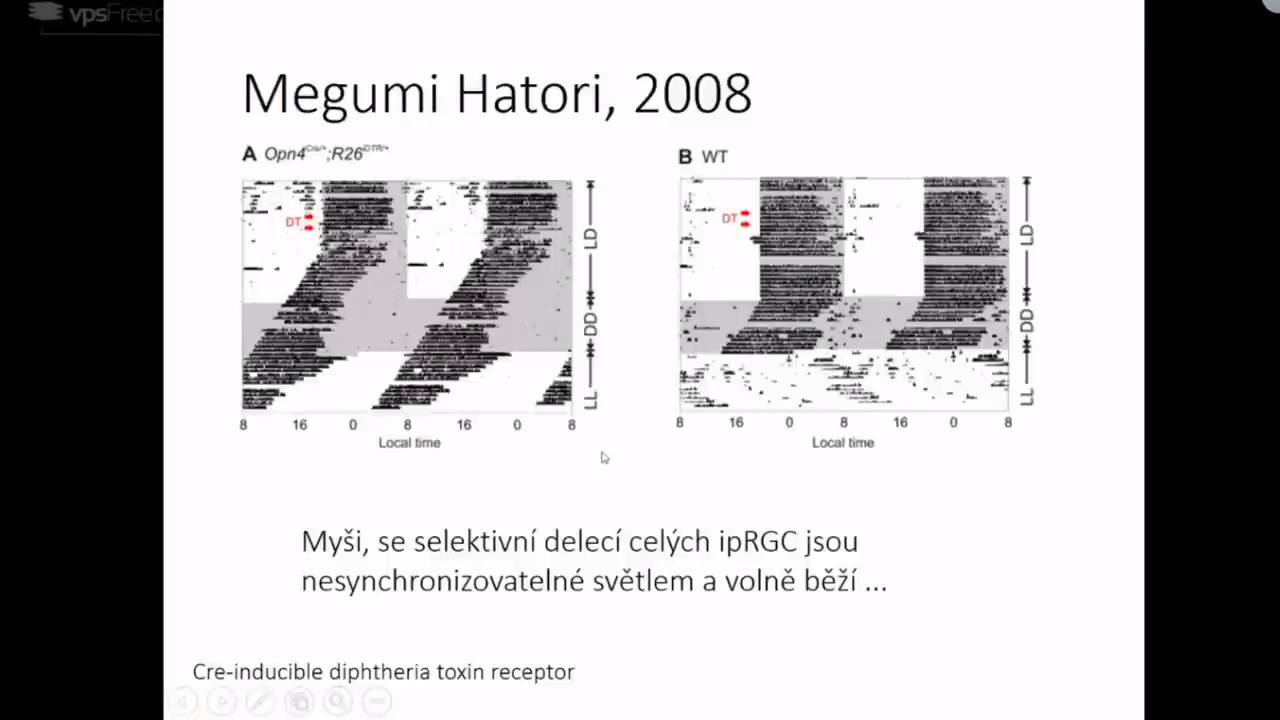 vpsFree.c
Megumi Hatori, 2008
A Opn4Cre/+;R26iDTR/+
B WT
DT
DT
LD
DD
LL
LD
DD
LL
8 16 0 8 16 0 8
Local time
8 16 0 8 16 0 8
Local time
Myši, se selektivní delecí celých ipRGC jsou
nesynchronizovatelné světlem a volně běží ...
Cre-inducible diphtheria toxin receptor